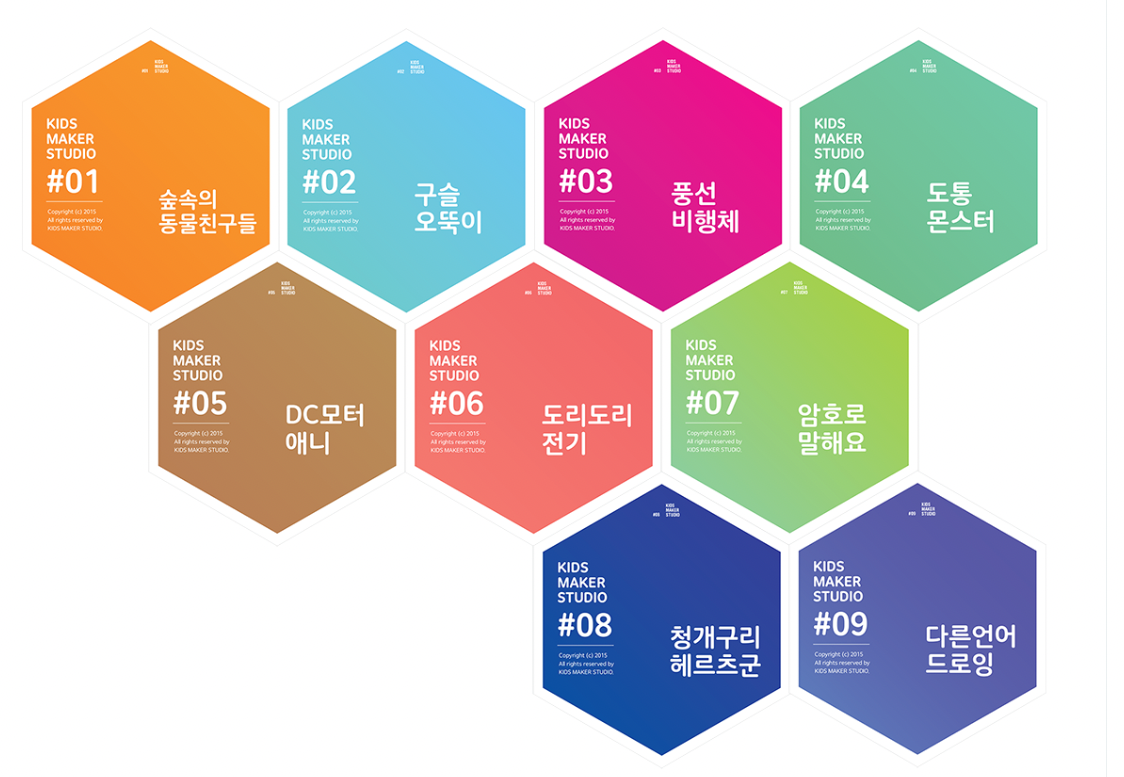 #01 KIDS
MAKER
STUDIO
KIDS
MAKER
STUDIO
#01
Copyright (c) 2015
All rights reserved by
KIDS MAKER STUDIO.
숲속의
동물친구들
#02 KIDS
MAKER
STUDIO
KIDS
MAKER
STUDIO
#02
Copyright (c) 2015
All rights reserved by
KIDS MAKER STUDIO.
구슬
오뚝이
#03 KIDS
MAKER
STUDIO
KIDS
MAKER
STUDIO
#03
Copyright (c) 2015
All rights reserved by
KIDS MAKER STUDIO.
풍선
비행체
#04 KIDS
MAKER
STUDIO
KIDS
MAKER
STUDIO
#04
Copyright (c) 2015
All rights reserved by
KIDS MAKER STUDIO.
도통
몬스터
KIDS
MAKER
STUDIO
KIDS
MAKER
STUDIO
#05
Copyright (c) 2015
All rights reserved by
KIDS MAKER STUDIO.
DC모터
애니
KIDS
MAKER
STUDIO
KIDS
MAKER
STUDIO
#06
Copyright (c) 2015
All rights reserved by
KIDS MAKER STUDIO.
도리도리
전기
#07 KIDS
MAKER
STUDIO
KIDS
MAKER
STUDIO
#07
Copyright (c) 2015
All rights reserved by
KIDS MAKER STUDIO.
암호로
말해요
KIDS
MAKER
STUDIO
KIDS
MAKER
STUDIO
#08
Copyright (c) 2015
All rights reserved by
KIDS MAKER STUDIO.
청개구리
헤르츠군
KIDS
MAKER
STUDIO
KIDS
MAKER
STUDIO
#09
Copyright (c) 2015
All rights reserved by
KIDS MAKER STUDIO.
다른언어
드로잉